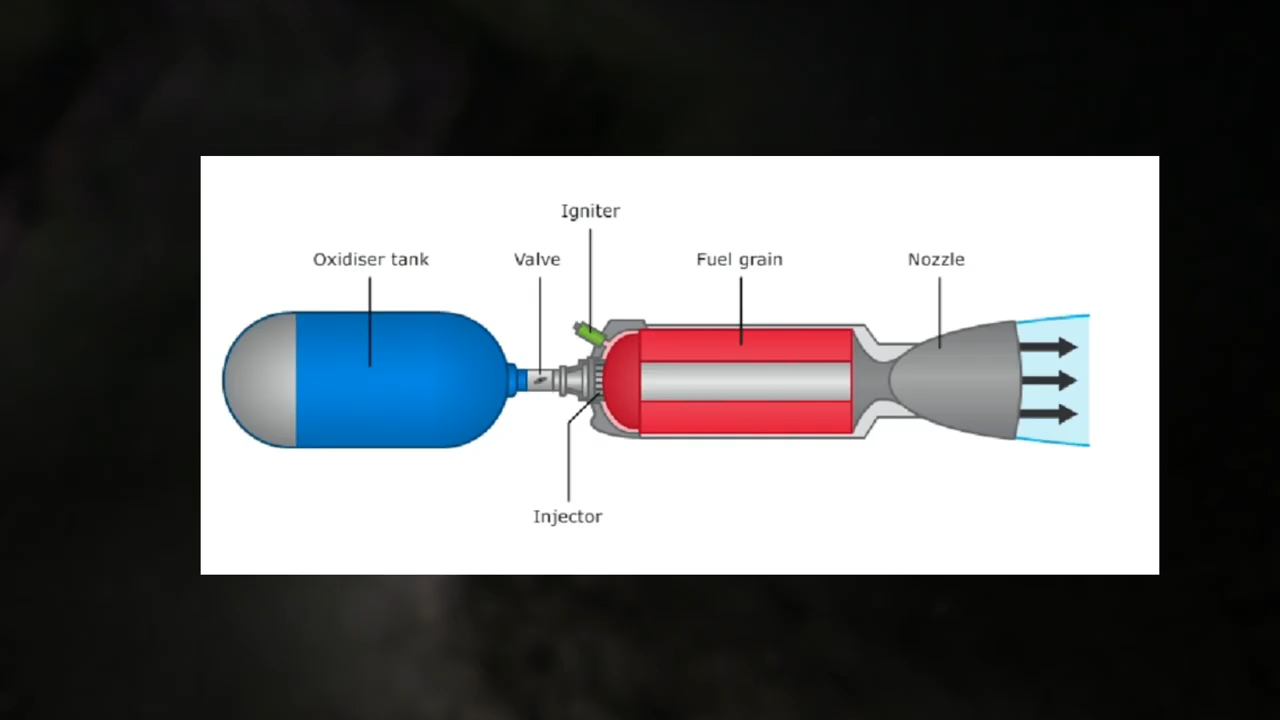 Igniter
Oxidiser tank
Valve
Fuel grain
Nozzle
Injector